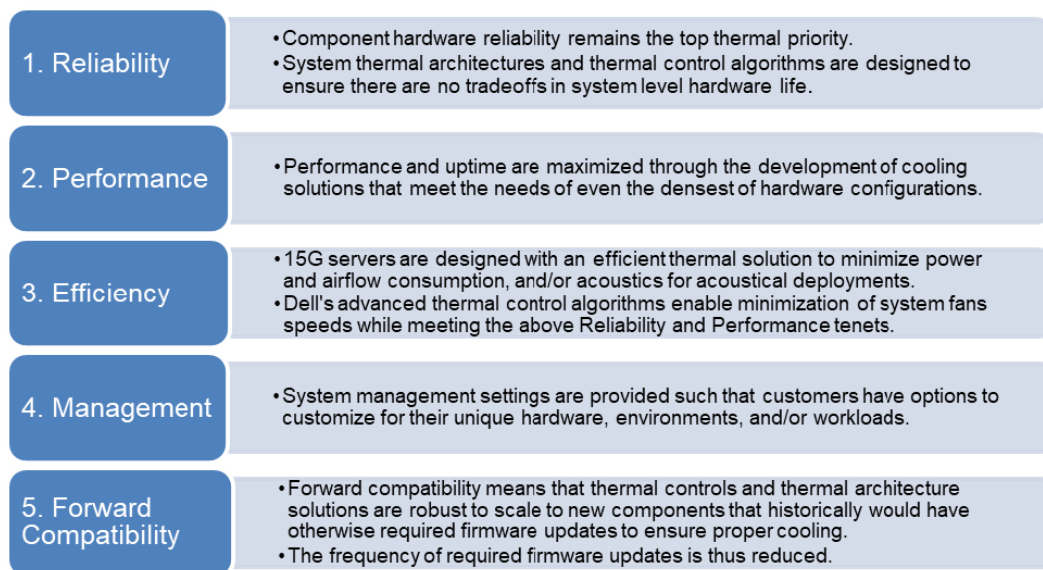 1. Reliability
•Component hardware reliability remains the top thermal priority.
•System thermal architectures and thermal control algorithms are designed to
ensure there are no tradeoffs in system level hardware life.
2. Performance
•Performance and uptime are maximized through the development of cooling
solutions that meet the needs of even the densest of hardware configurations.
3. Efficiency
•15G servers are designed with an efficient thermal solution to minimize power
and airflow consumption, and/or acoustics for acoustical deployments.
•Dell's advanced thermal control algorithms enable minimization of system fans
speeds while meeting the above Reliability and Performance tenets.
4. Management
•System management settings are provided such that customers have options to
customize for their unique hardware, environments, and/or workloads.
5. Forward
Compatibility
•Forward compatibility means that thermal controls and thermal architecture
solutions are robust to scale to new components that historically would have
otherwise required firmware updates to ensure proper cooling.
•The frequency of required firmware updates is thus reduced.